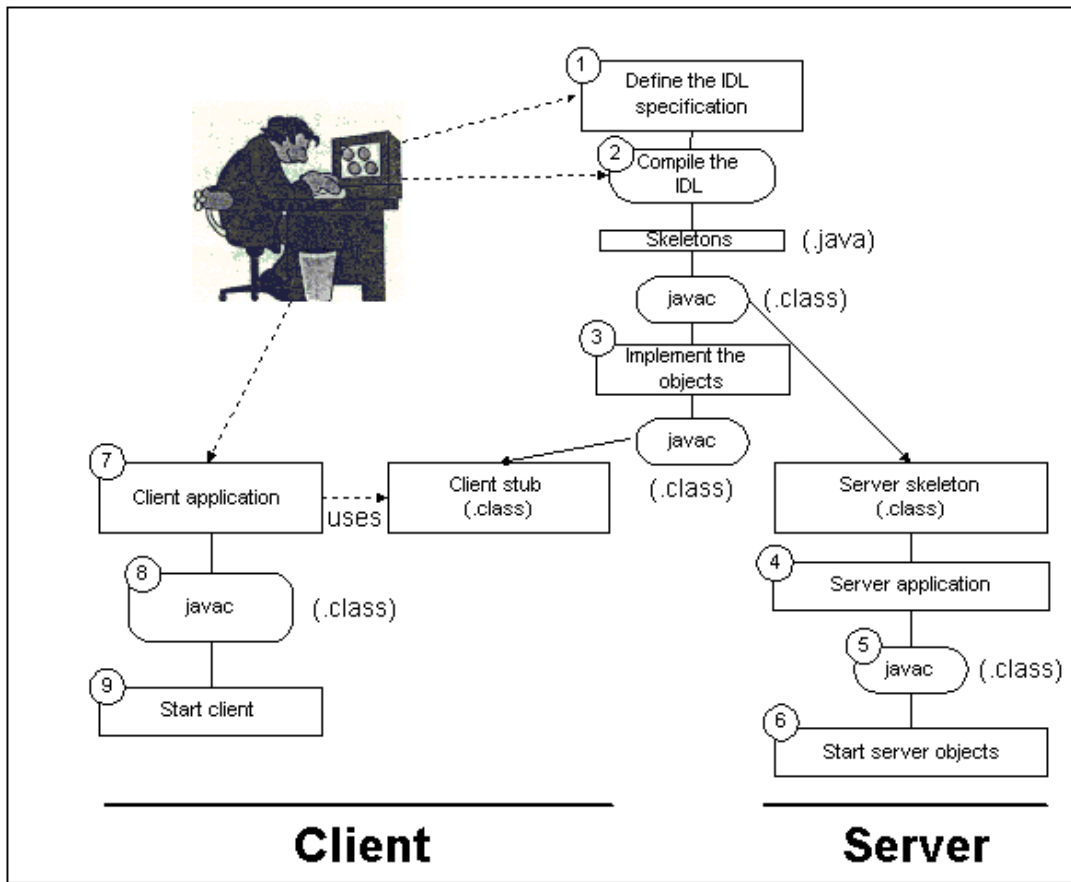 1
Define the IDL
specification
2
Compile the
IDL
Skeletons
(.java)
javac
(.class)
3
Implement the
objects
javac
(.class)
7
Client application
uses
Client stub
(.class)
Server skeleton
(.class)
8
javac
(.class)
4
Server application
5
javac
(.class)
9
Start client
6
Start server objects
Client
Server